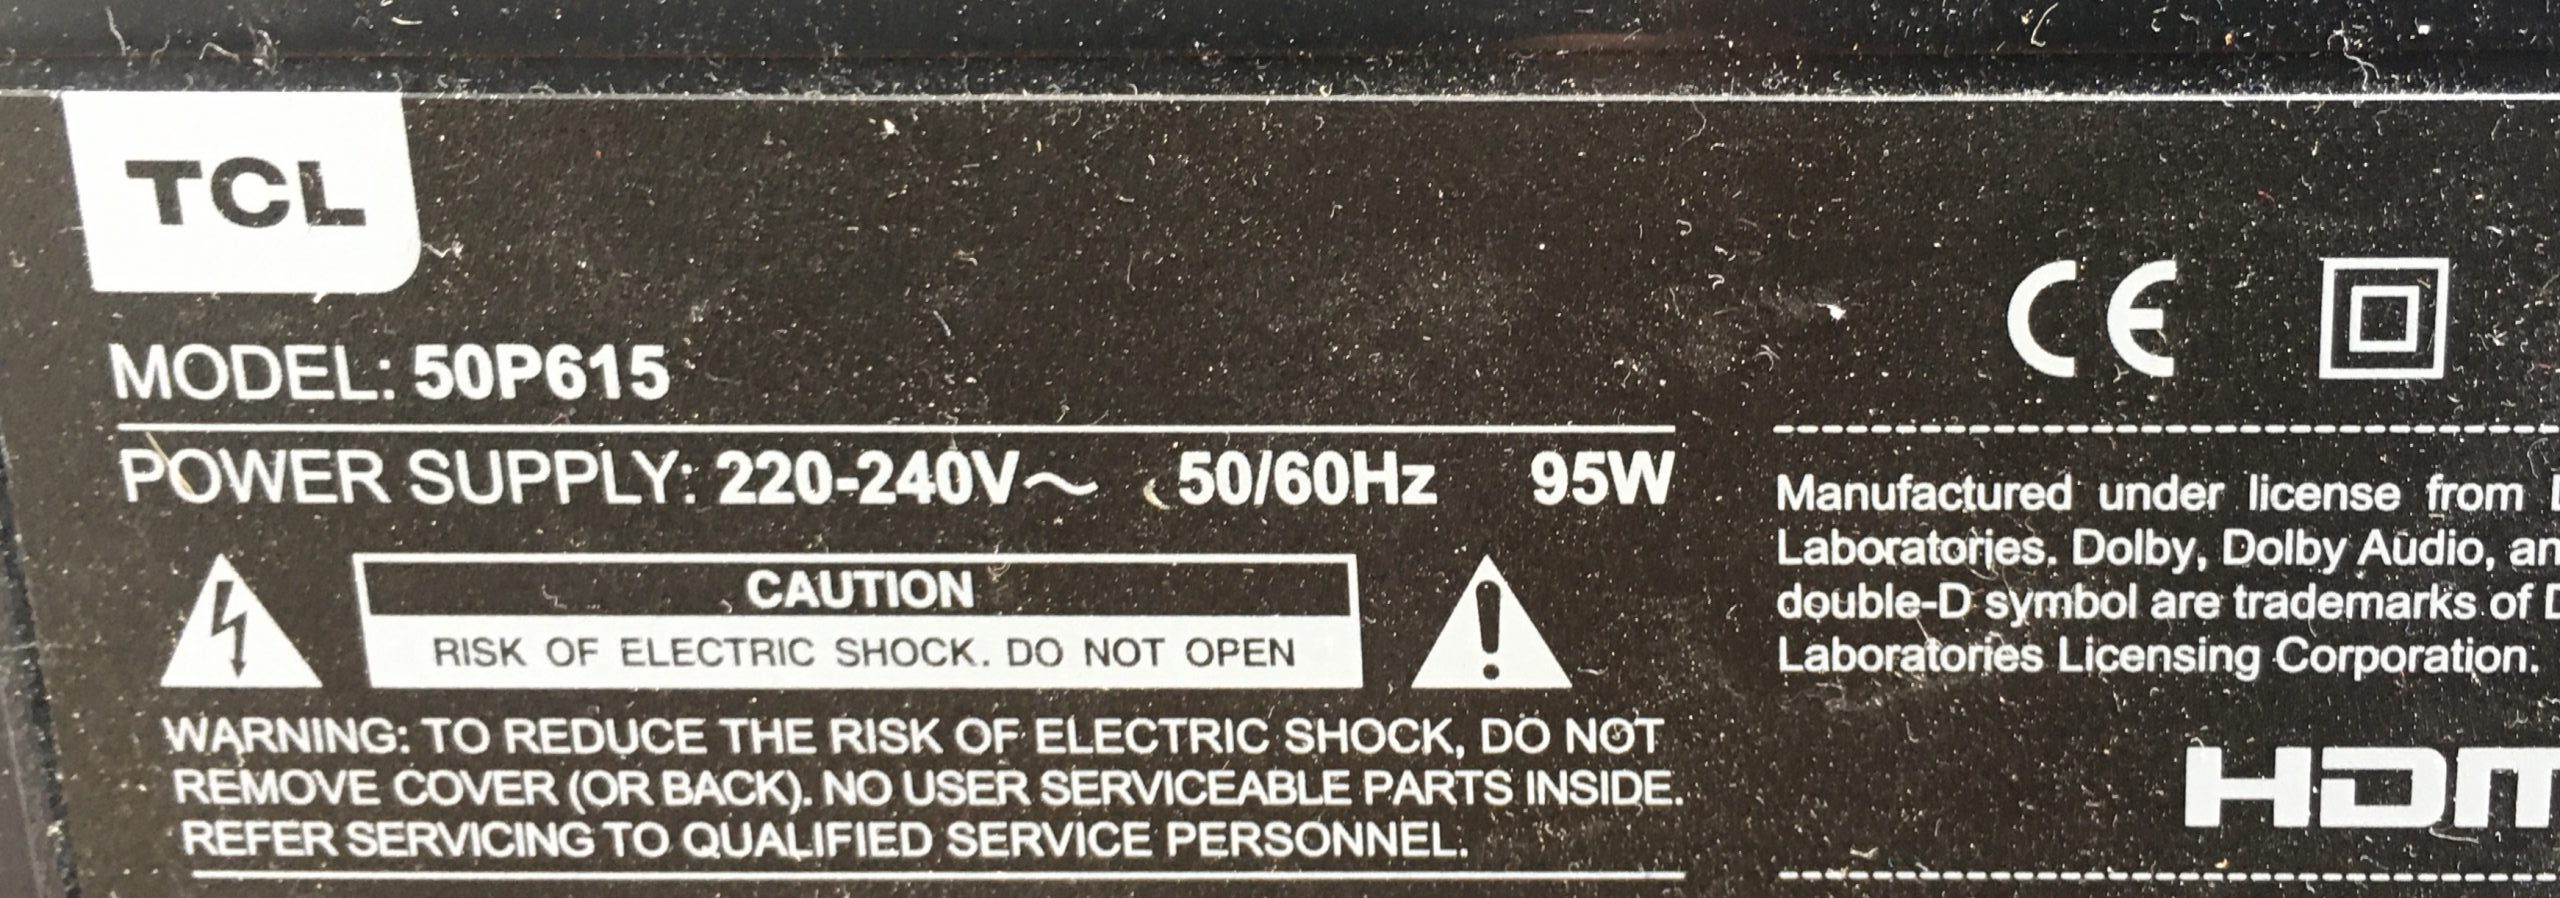 TCL
MODEL: 50P615
POWER SUPPLY: 220-240V~ 50/60Hz 95W
CAUTION
RISK OF ELECTRIC SHOCK. DO NOT OPEN
WARNING: TO REDUCE THE RISK OF ELECTRIC SHOCK, DO NOT
REMOVE COVER (OR BACK). NO USER SERVICEABLE PARTS INSIDE.
REFER SERVICING TO QUALIFIED SERVICE PERSONNEL.
CE
Manufactured under license from
Laboratories. Dolby, Dolby Audio, an
double-D symbol are trademarks of
Laboratories Licensing Corporation.
HDM